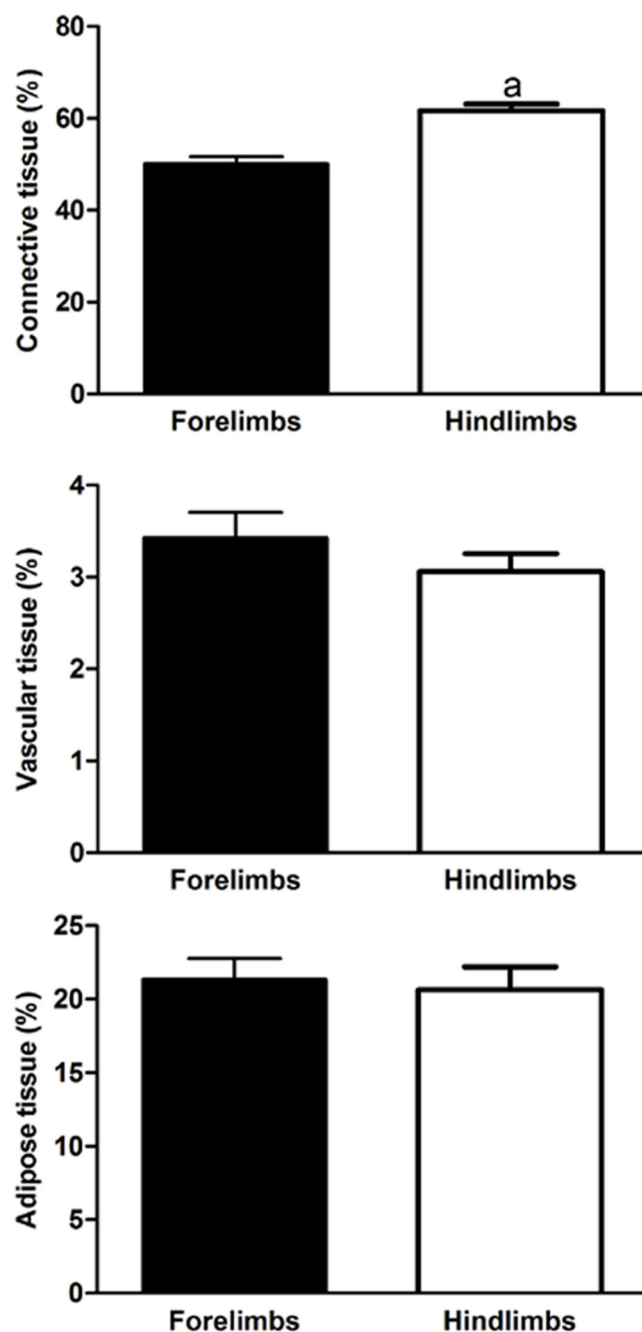 Connective tissue (%)
80
60
40
20
0
a
Forelimbs Hindlimbs
Vascular tissue (%)
4
3
2
1
0
Forelimbs Hindlimbs
Adipose tissue (%)
25
20
15
10
5
0
Forelimbs Hindlimbs